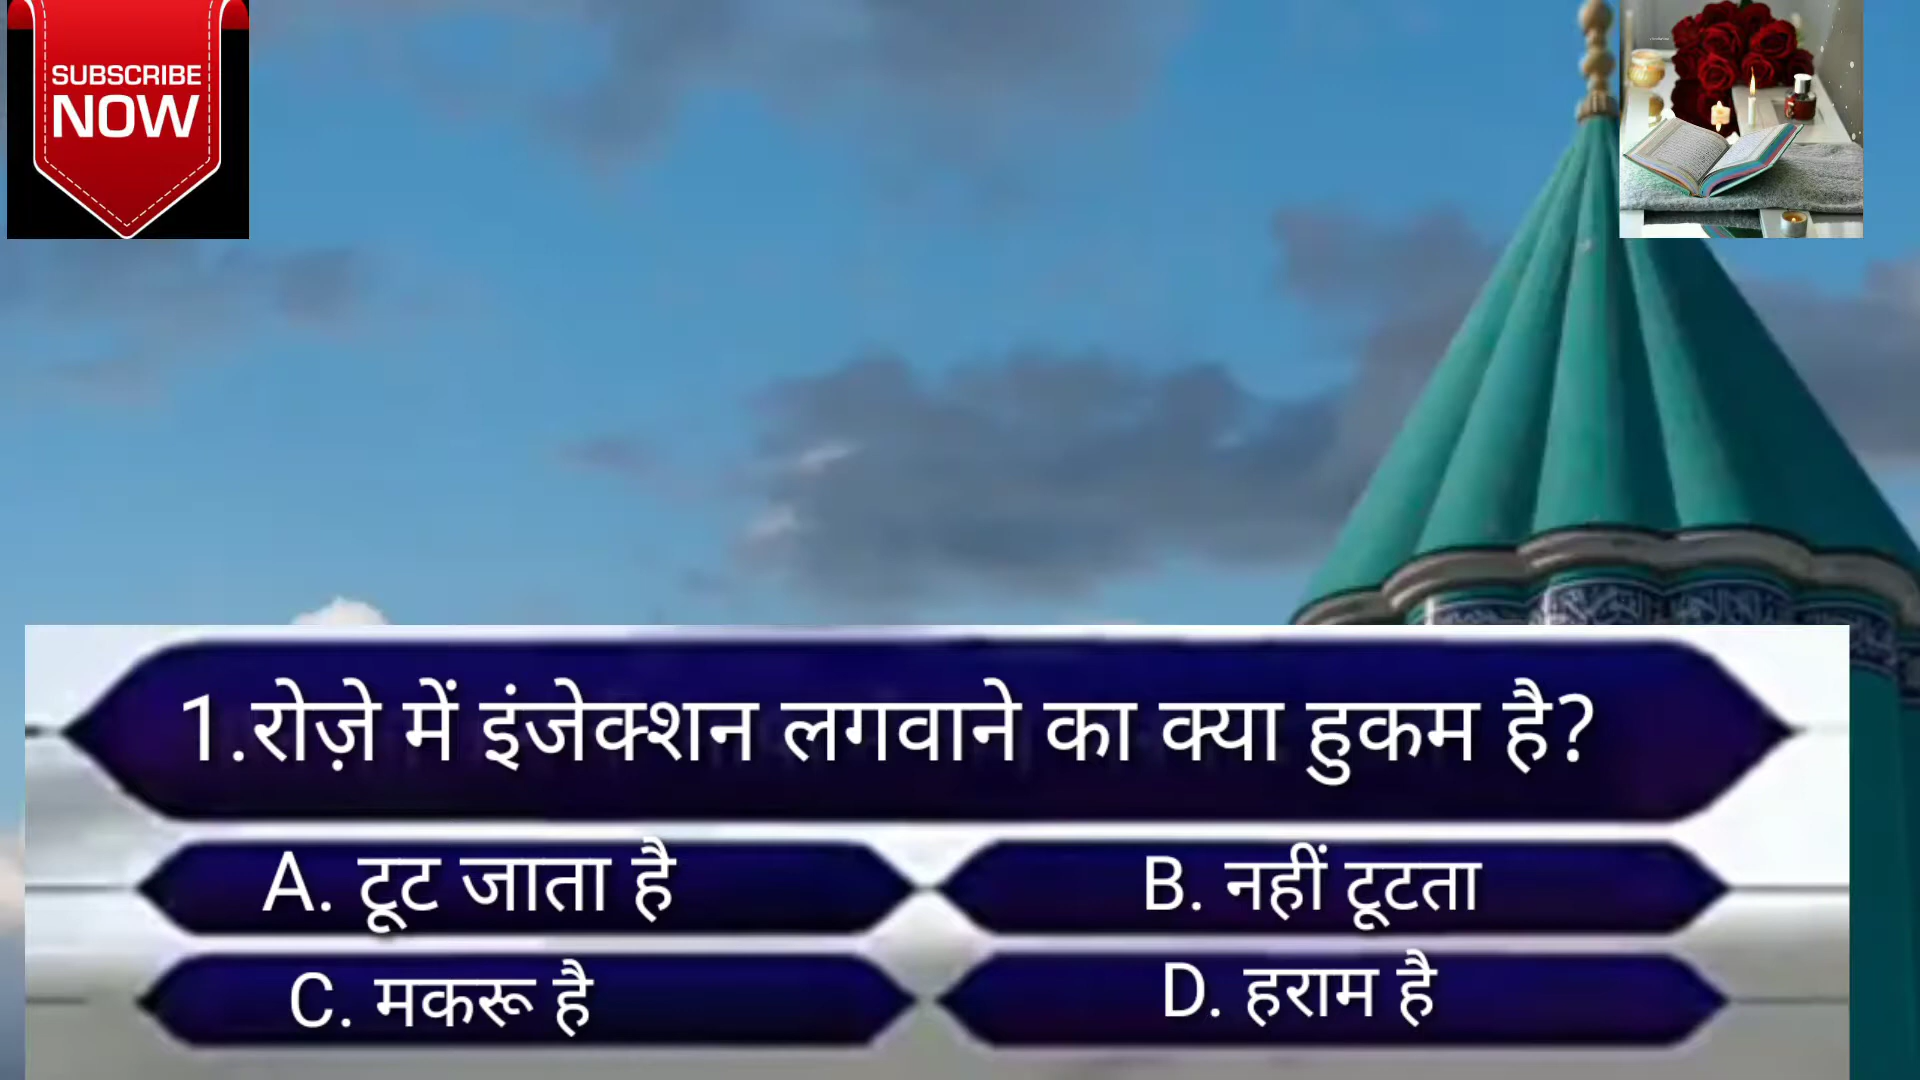 SUBSCRIBE
NOW
1.रोज़े में इंजेक्शन लगवाने का क्या हुकम है?
A. टूट जाता है
B. नहीं टूटता
C. मकरू है
D. हराम है